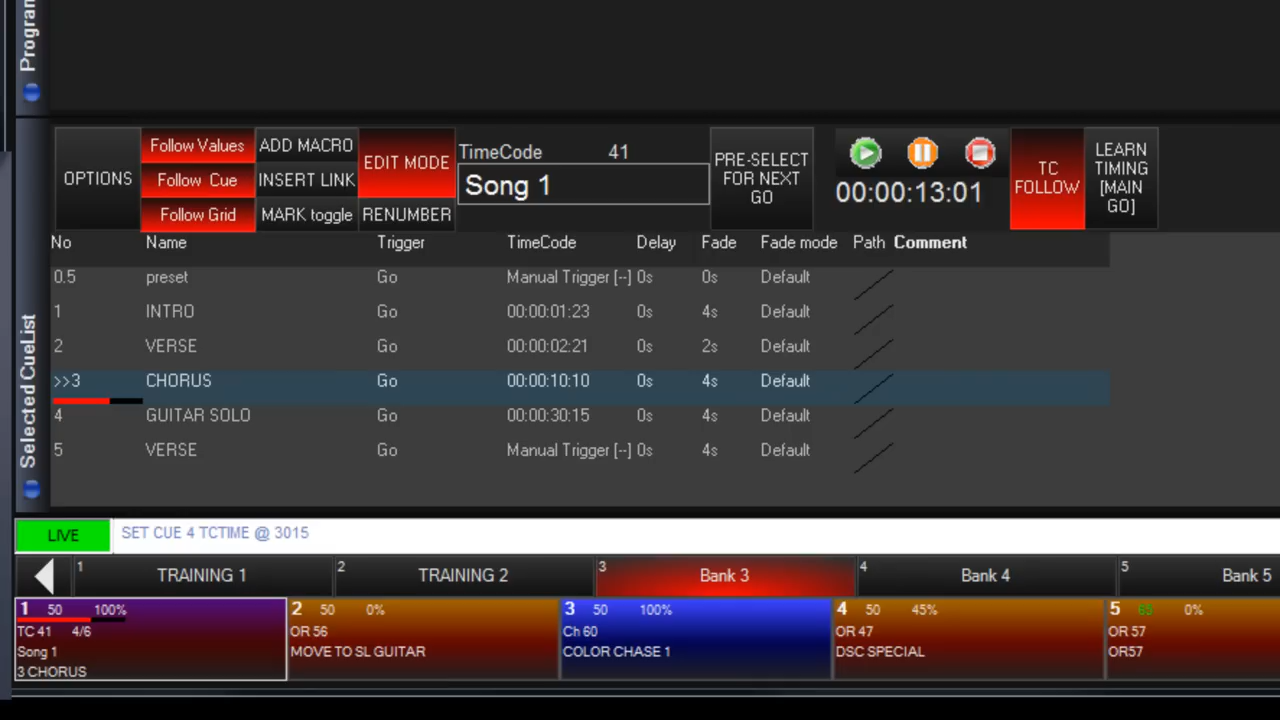 Program
OPTIONS
Follow Values
Follow Cue
Follow Grid
ADD MACRO
INSERT LINK
MARK toggle
EDIT MODE
RENUMBER
TimeCode 41
Song 1
PRE-SELECT
FOR NEXT
GO
00:00:13:01
TC
FOLLOW
LEARN
TIMING
[MAIN
GO]
Selected CueList
No Name Trigger TimeCode Delay Fade Fade mode Path Comment
0.5 preset Go Manual Trigger [--] 0s 0s Default
1 INTRO Go 00:00:01:23 0s 4s Default
2 VERSE Go 00:00:02:21 0s 2s Default
>>3 CHORUS Go 00:00:10:10 0s 4s Default
4 GUITAR SOLO Go 00:00:30:15 0s 4s Default
5 VERSE Go Manual Trigger [--] 0s 4s Default
LIVE SET CUE 4 TCTIME @ 3015
1 TRAINING 1 2 TRAINING 2 3 Bank 3 4 Bank 4 5 Bank 5
1 50 100%
TC 41 4/6
Song 1
3 CHORUS
2 50 0%
OR 56
MOVE TO SL GUITAR
3 50 100%
Ch 60
COLOR CHASE 1
4 50 45%
OR 47
DSC SPECIAL
5 0%
OR 57
OR57